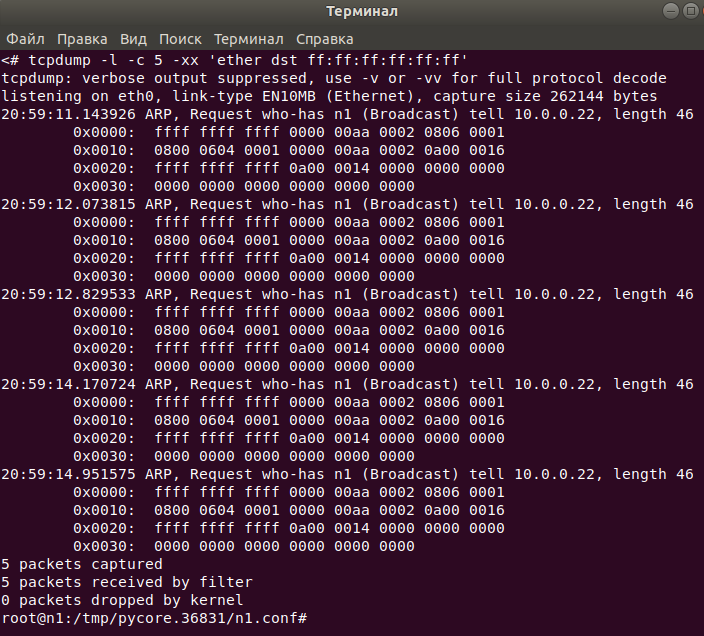 Терминал
Файл Правка Вид Поиск Терминал Справка
<# tcpdump -l -c 5 -xx 'ether dst ff:ff:ff:ff:ff:ff'
tcpdump: verbose output suppressed, use -v or -vv for full protocol decode
listening on eth0, link-type EN10MB (Ethernet), capture size 262144 bytes
20:59:11.143926 ARP, Request who-has n1 (Broadcast) tell 10.0.0.22, length 46
0x0000:  ffff ffff ffff 0000 00aa 0002 0806 0001
0x0010:  0800 0604 0001 0000 00aa 0002 0a00 0016
0x0020:  ffff ffff ffff 0a00 0014 0000 0000 0000
0x0030:  0000 0000 0000 0000 0000 0000
20:59:12.073815 ARP, Request who-has n1 (Broadcast) tell 10.0.0.22, length 46
0x0000:  ffff ffff ffff 0000 00aa 0002 0806 0001
0x0010:  0800 0604 0001 0000 00aa 0002 0a00 0016
0x0020:  ffff ffff ffff 0a00 0014 0000 0000 0000
0x0030:  0000 0000 0000 0000 0000 0000
20:59:12.829533 ARP, Request who-has n1 (Broadcast) tell 10.0.0.22, length 46
0x0000:  ffff ffff ffff 0000 00aa 0002 0806 0001
0x0010:  0800 0604 0001 0000 00aa 0002 0a00 0016
0x0020:  ffff ffff ffff 0a00 0014 0000 0000 0000
0x0030:  0000 0000 0000 0000 0000 0000
20:59:14.170724 ARP, Request who-has n1 (Broadcast) tell 10.0.0.22, length 46
0x0000:  ffff ffff ffff 0000 00aa 0002 0806 0001
0x0010:  0800 0604 0001 0000 00aa 0002 0a00 0016
0x0020:  ffff ffff ffff 0a00 0014 0000 0000 0000
0x0030:  0000 0000 0000 0000 0000 0000
20:59:14.951575 ARP, Request who-has n1 (Broadcast) tell 10.0.0.22, length 46
0x0000:  ffff ffff ffff 0000 00aa 0002 0806 0001
0x0010:  0800 0604 0001 0000 00aa 0002 0a00 0016
0x0020:  ffff ffff ffff 0a00 0014 0000 0000 0000
0x0030:  0000 0000 0000 0000 0000 0000
5 packets captured
5 packets received by filter
0 packets dropped by kernel
root@n1:/tmp/pycore.36831/n1.conf#